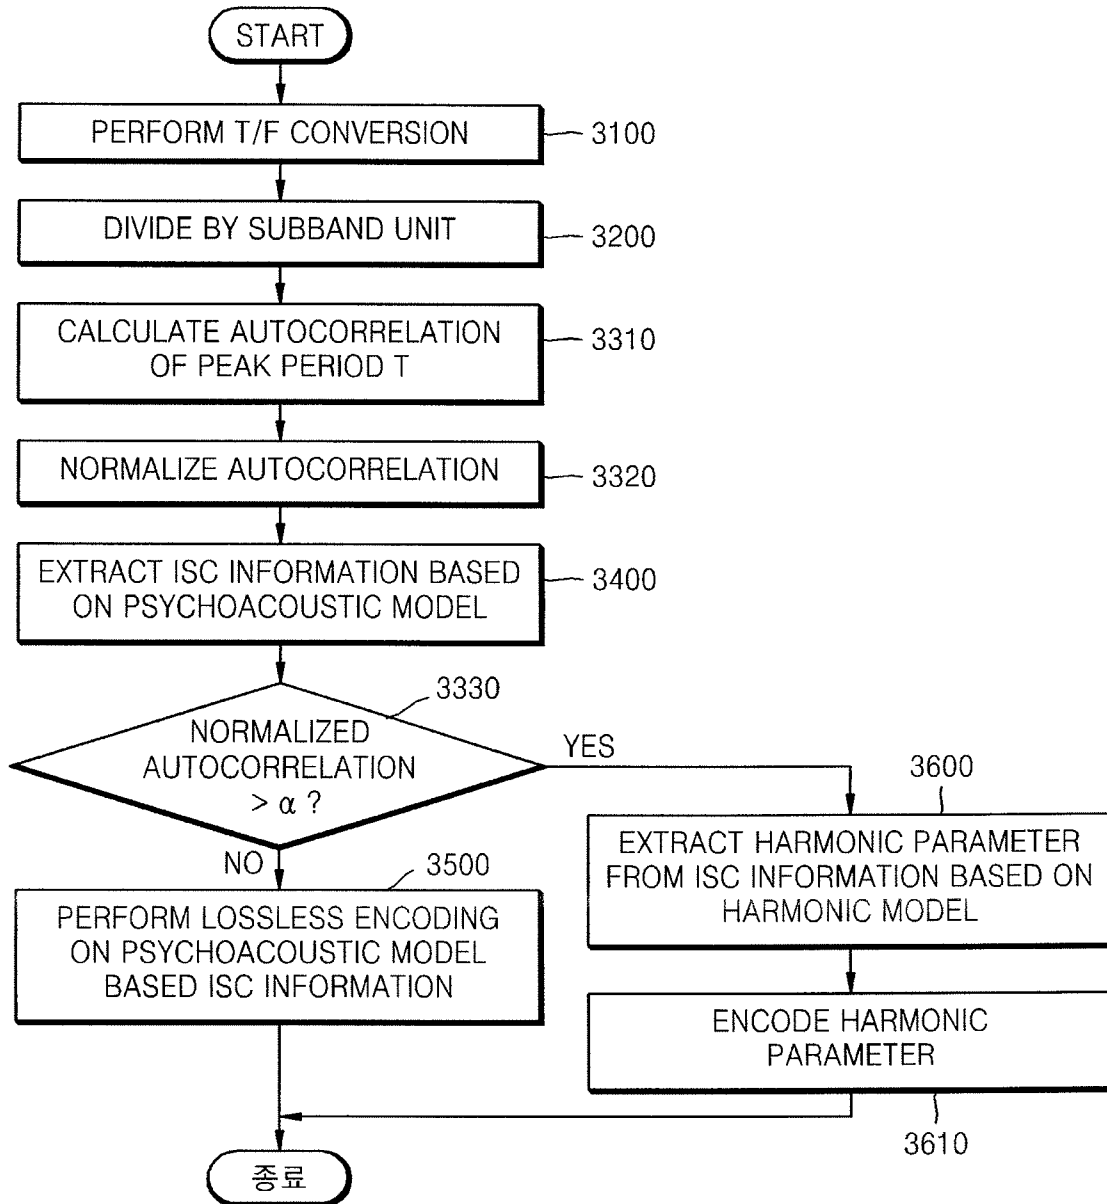 START
PERFORM T/F CONVERSION
3100
DIVIDE BY SUBBAND UNIT
3200
CALCULATE AUTOCORRELATION
OF PEAK PERIOD T
3310
NORMALIZE AUTOCORRELATION
3320
EXTRACT ISC INFORMATION BASED
ON PSYCHOACOUSTIC MODEL
3400
3330
NORMALIZED
AUTOCORRELATION
> α ?
YES
NO
3600
EXTRACT HARMONIC PARAMETER
FROM ISC INFORMATION BASED ON
HARMONIC MODEL
3500
PERFORM LOSSLESS ENCODING
ON PSYCHOACOUSTIC MODEL
BASED ISC INFORMATION
ENCODE HARMONIC
PARAMETER
3610
종료